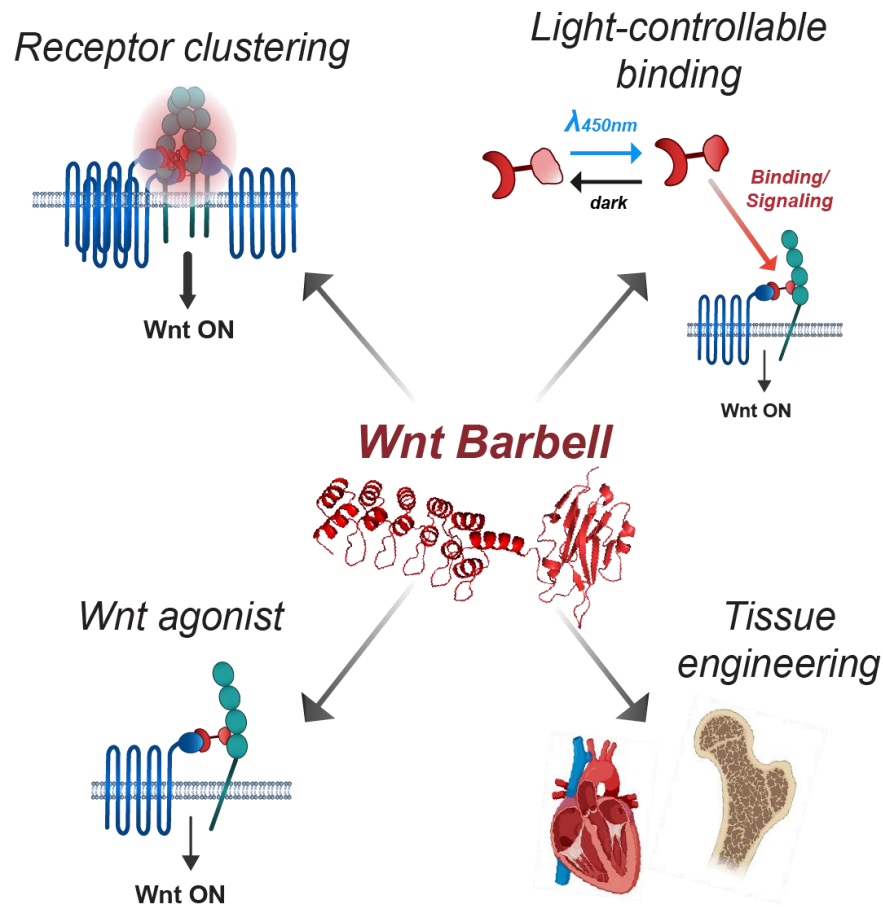 Receptor clustering
Wnt ON
Light-controllable
binding
λ450nm
dark
Binding/
Signaling
Wnt ON
Wnt Barbell
Wnt agonist
Wnt ON
Tissue
engineering